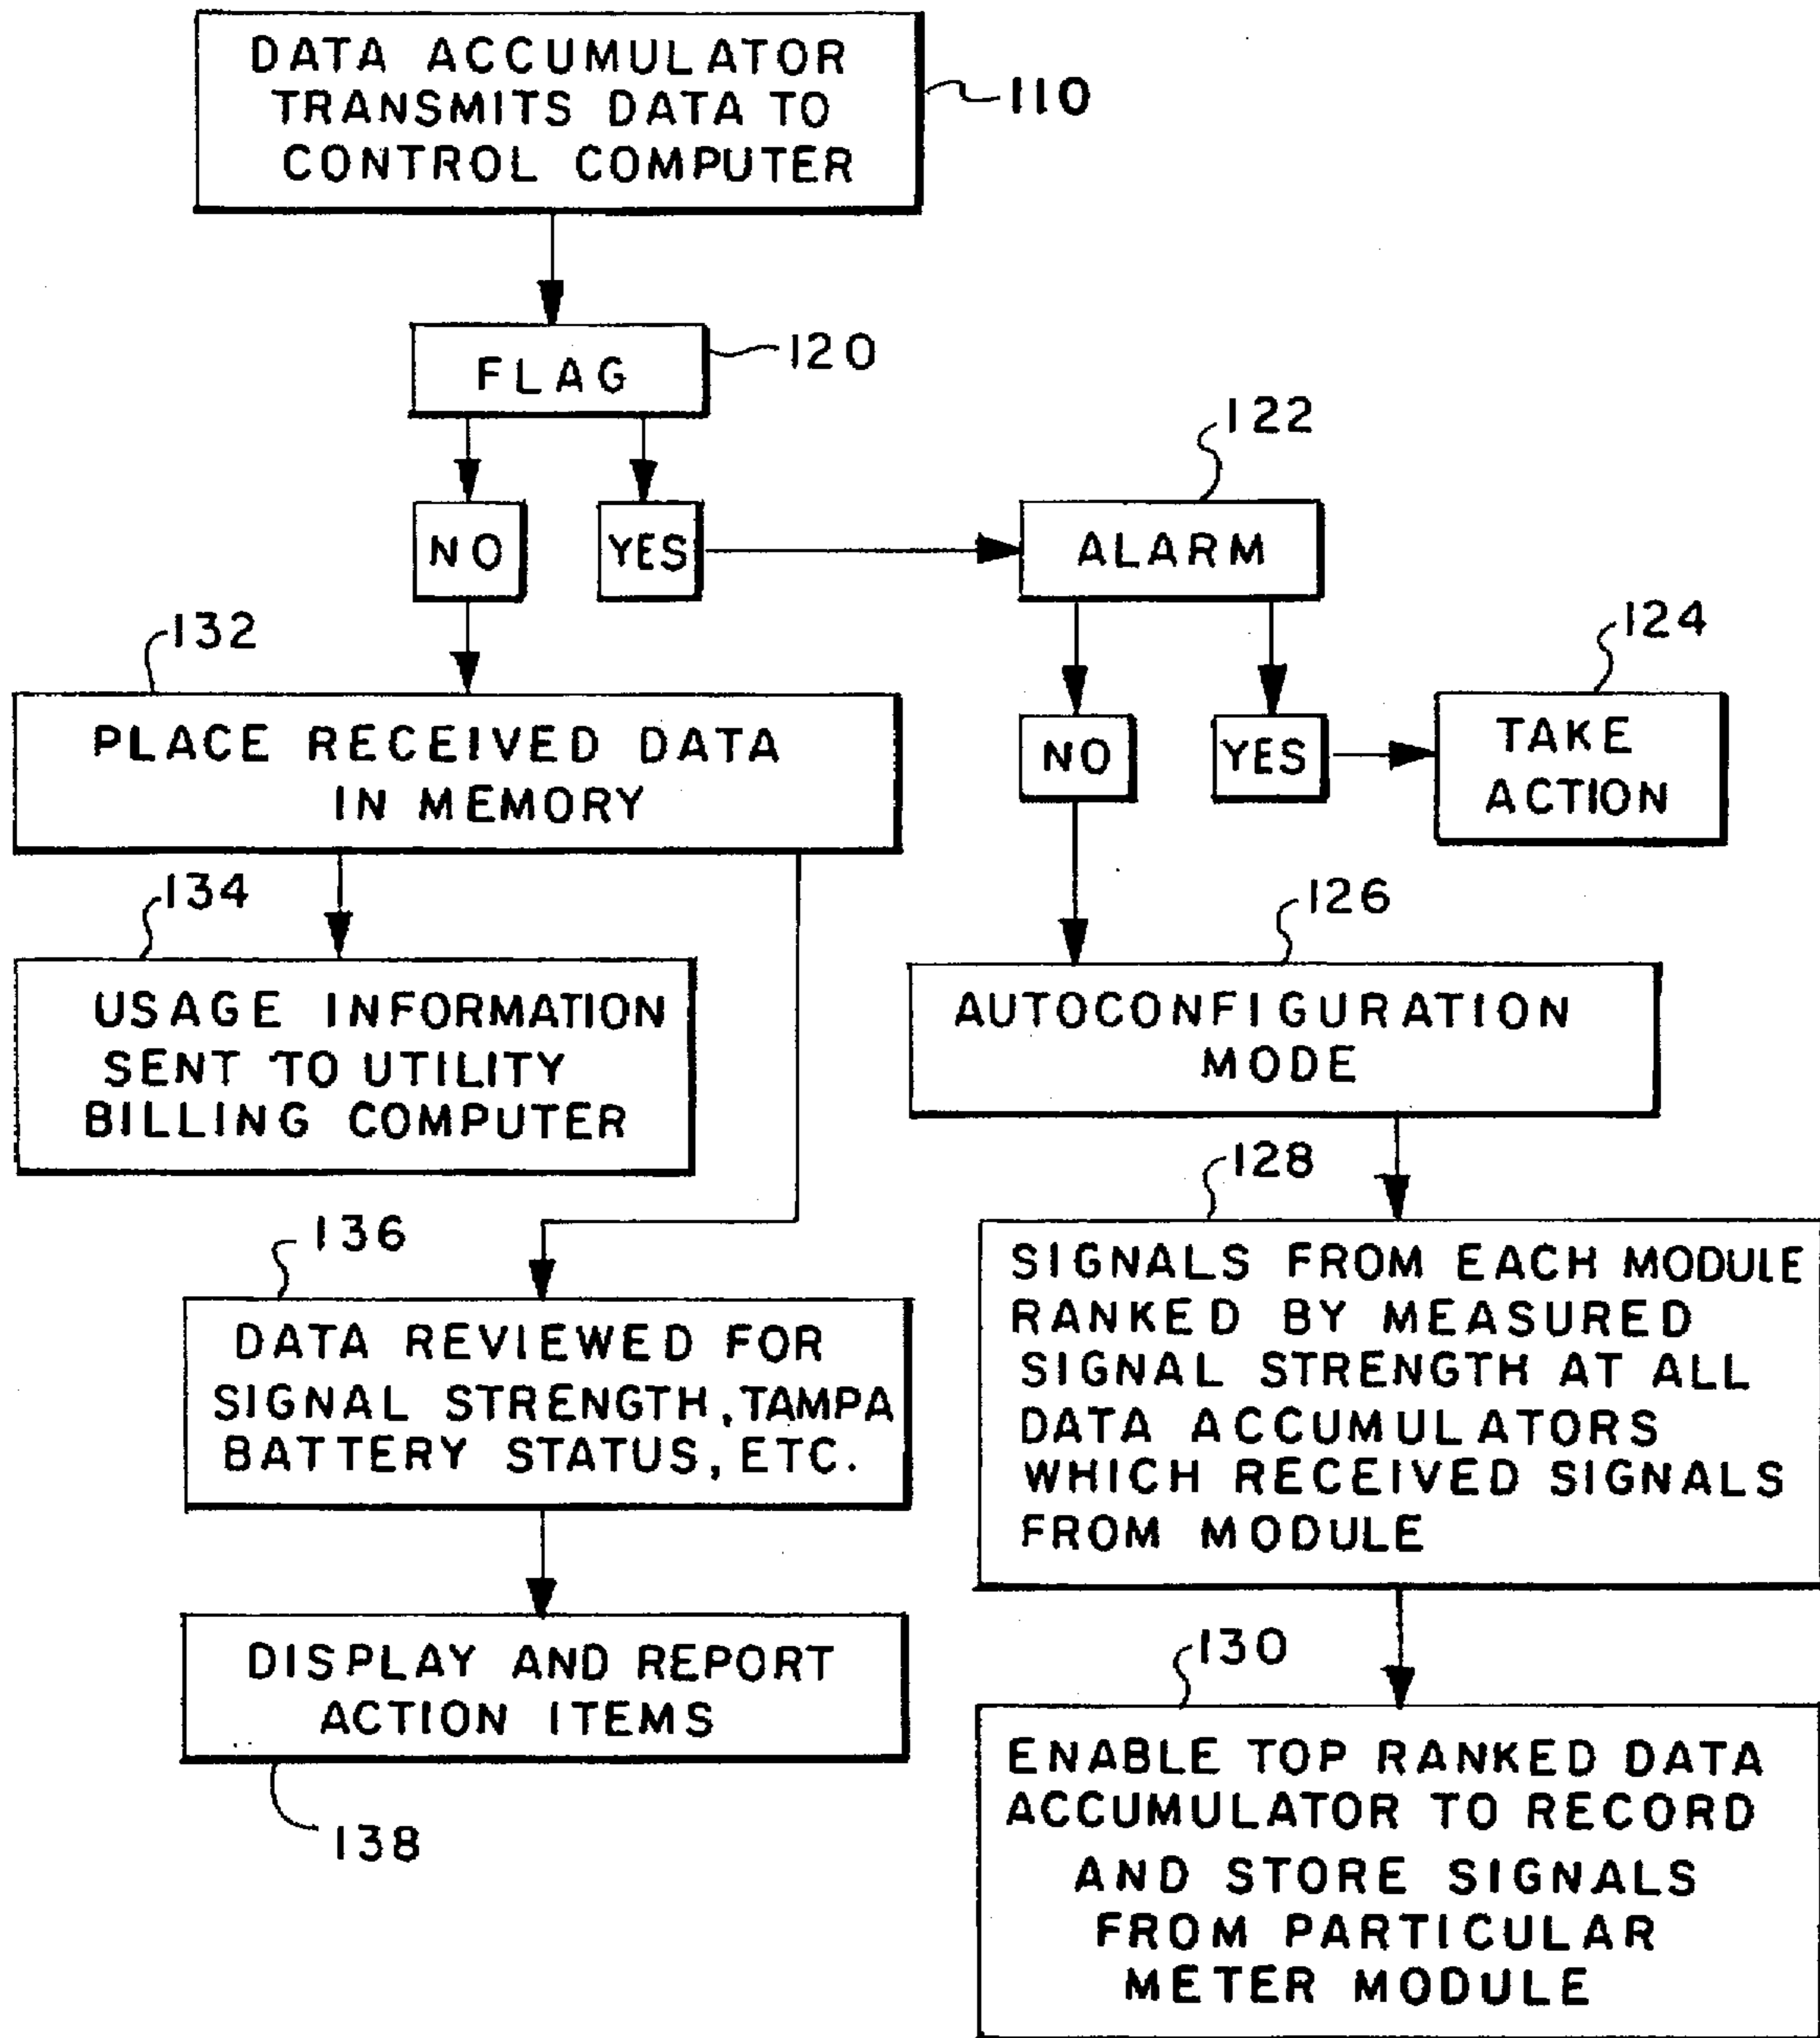 DATA ACCUMULATOR
TRANSMITS DATA TO
CONTROL COMPUTER
110
FLAG
120
NO
YES
122
ALARM
NO
YES
124
TAKE
ACTION
132
PLACE RECEIVED DATA
IN MEMORY
134
USAGE INFORMATION
SENT TO UTILITY
BILLING COMPUTER
126
AUTOCONFIGURATION
MODE
136
DATA REVIEWED FOR
SIGNAL STRENGTH, TAMPA
BATTERY STATUS, ETC.
128
SIGNALS FROM EACH MODULE
RANKED BY MEASURED
SIGNAL STRENGTH AT ALL
DATA ACCUMULATORS
WHICH RECEIVED SIGNALS
FROM MODULE
DISPLAY AND REPORT
ACTION ITEMS
138
130
ENABLE TOP RANKED DATA
ACCUMULATOR TO RECORD
AND STORE SIGNALS
FROM PARTICULAR
METER MODULE